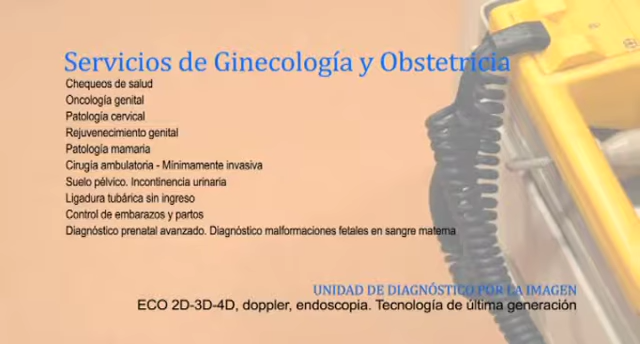 Servicios de Ginecología y Obstetricia
Chequeos de salud
Oncología genital
Patología cervical
Rejuvenecimiento genital
Patología mamaria
Cirugía ambulatoria - Mínimamente invasiva
Suelo pélvico. Incontinencia urinaria
Ligadura tubárica sin ingreso
Control de embarazos y partos
Diagnóstico prenatal avanzado. Diagnóstico malformaciones fetales en sangre materna
UNIDAD DE DIAGNÓSTICO POR LA IMAGEN
ECO 2D-3D-4D, doppler, endoscopia. Tecnología de última generación